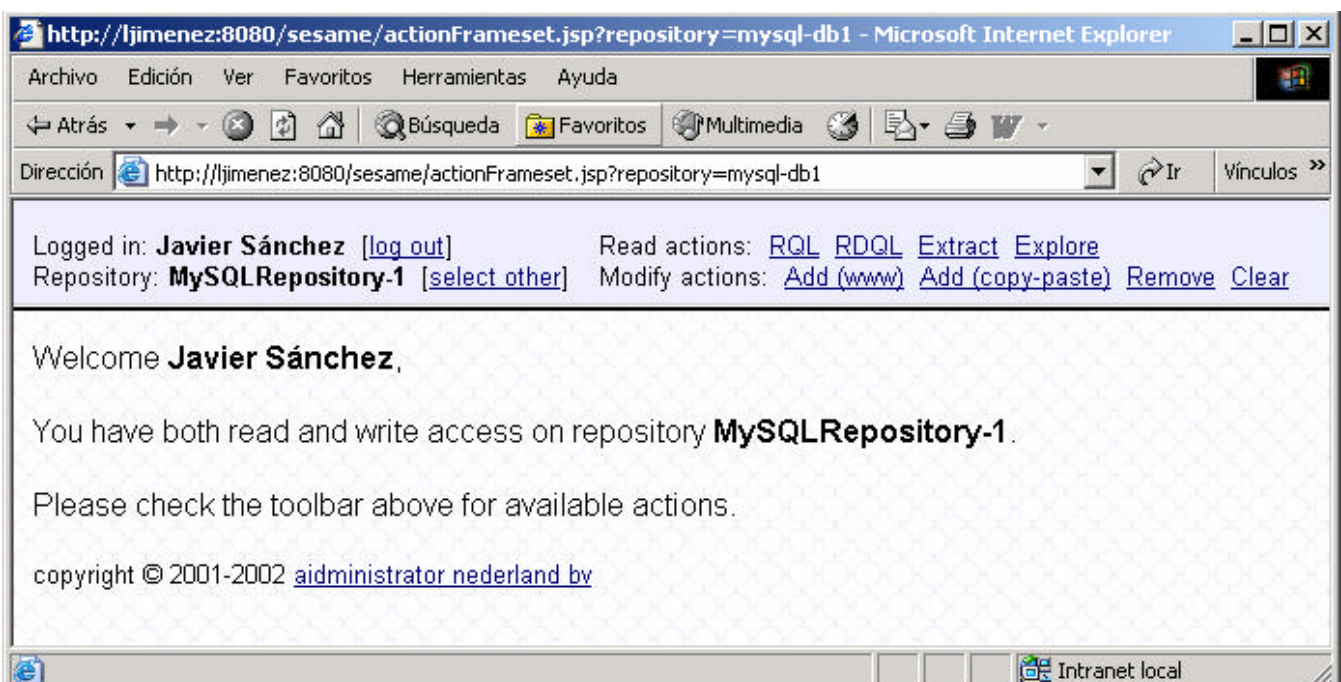 http://ljimenez:8080/sesame/actionFrameset.jsp?repository=mysql-db1 - Microsoft Internet Explorer
Archivo Edición Ver Favoritos Herramientas Ayuda
Atrás Búsqueda Favoritos Multimedia
Dirección http://ljimenez:8080/sesame/actionFrameset.jsp?repository=mysql-db1 Ir Vínculos »
Logged in: Javier Sánchez [log out] Read actions: RQL RDQL Extract Explore
Repository: MySQLRepository-1 [select other] Modify actions: Add (www) Add (copy-paste) Remove Clear
Welcome Javier Sánchez,
You have both read and write access on repository MySQLRepository-1.
Please check the toolbar above for available actions.
copyright © 2001-2002 aidministrator nederland bv
Intranet local